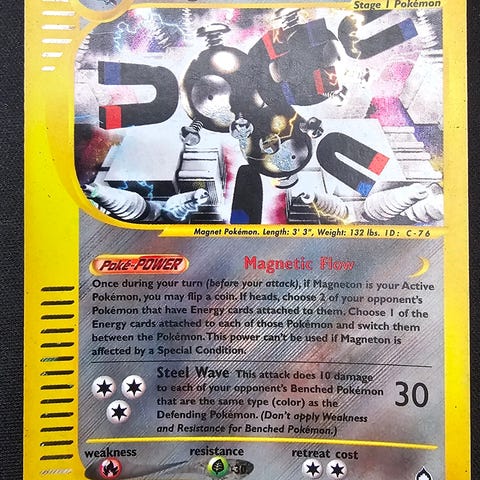 Stage 1 Pokémon
Magnet Pokémon. Length: 3' 3", Weight: 132 lbs. ID: C-76
Poké-POWER Magnetic Flow
Once during your turn (before your attack), if Magneton is your Active
Pokémon, you may flip a coin. If heads, choose 2 of your opponent's
Pokémon that have Energy cards attached to them. Choose 1 of the
Energy cards attached to each of those Pokémon and switch them
between the Pokémon. This power can't be used if Magneton is
affected by a Special Condition.
Steel Wave This attack does 10 damage
to each of your opponent's Benched Pokémon
that are the same type (color) as the
Defending Pokémon. (Don't apply Weakness
and Resistance for Benched Pokémon.)
30
weakness resistance retreat cost
-30